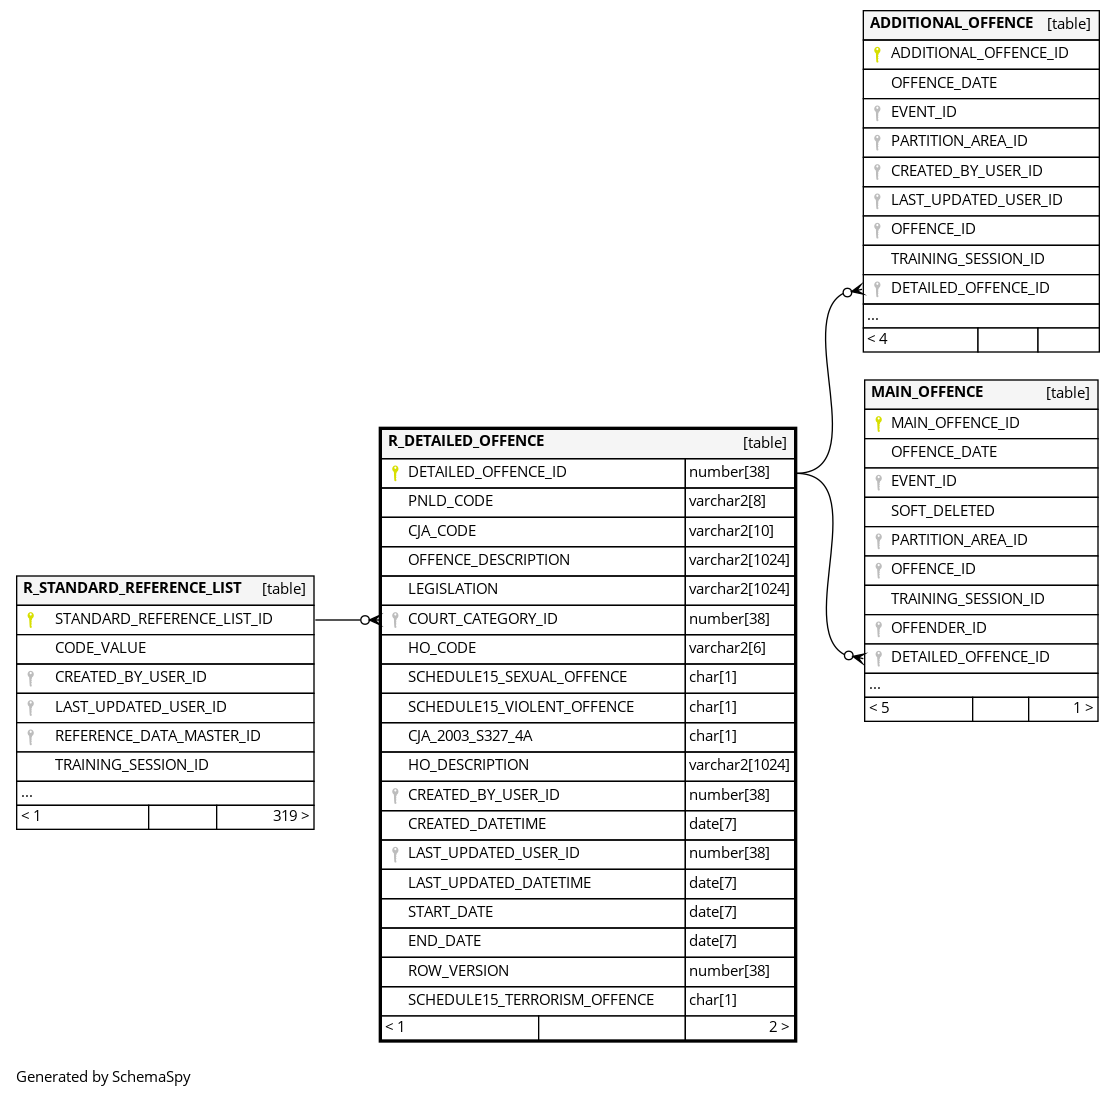 ADDITIONAL_OFFENCE [table]
ADDITIONAL_OFFENCE_ID
OFFENCE_DATE
EVENT_ID
PARTITION_AREA_ID
CREATED_BY_USER_ID
LAST_UPDATED_USER_ID
OFFENCE_ID
TRAINING_SESSION_ID
DETAILED_OFFENCE_ID
...
< 4
MAIN_OFFENCE [table]
MAIN_OFFENCE_ID
OFFENCE_DATE
EVENT_ID
SOFT_DELETED
PARTITION_AREA_ID
OFFENCE_ID
TRAINING_SESSION_ID
OFFENDER_ID
DETAILED_OFFENCE_ID
...
< 5 1 >
R_DETAILED_OFFENCE [table]
DETAILED_OFFENCE_ID number[38]
PNLD_CODE varchar2[8]
CJA_CODE varchar2[10]
OFFENCE_DESCRIPTION varchar2[1024]
LEGISLATION varchar2[1024]
COURT_CATEGORY_ID number[38]
HO_CODE varchar2[6]
SCHEDULE15_SEXUAL_OFFENCE char[1]
SCHEDULE15_VIOLENT_OFFENCE char[1]
CJA_2003_S327_4A char[1]
HO_DESCRIPTION varchar2[1024]
CREATED_BY_USER_ID number[38]
CREATED_DATETIME date[7]
LAST_UPDATED_USER_ID number[38]
LAST_UPDATED_DATETIME date[7]
START_DATE date[7]
END_DATE date[7]
ROW_VERSION number[38]
SCHEDULE15_TERRORISM_OFFENCE char[1]
< 1 2 >
R_STANDARD_REFERENCE_LIST [table]
STANDARD_REFERENCE_LIST_ID
CODE_VALUE
CREATED_BY_USER_ID
LAST_UPDATED_USER_ID
REFERENCE_DATA_MASTER_ID
TRAINING_SESSION_ID
...
< 1 319 >
Generated by SchemaSpy